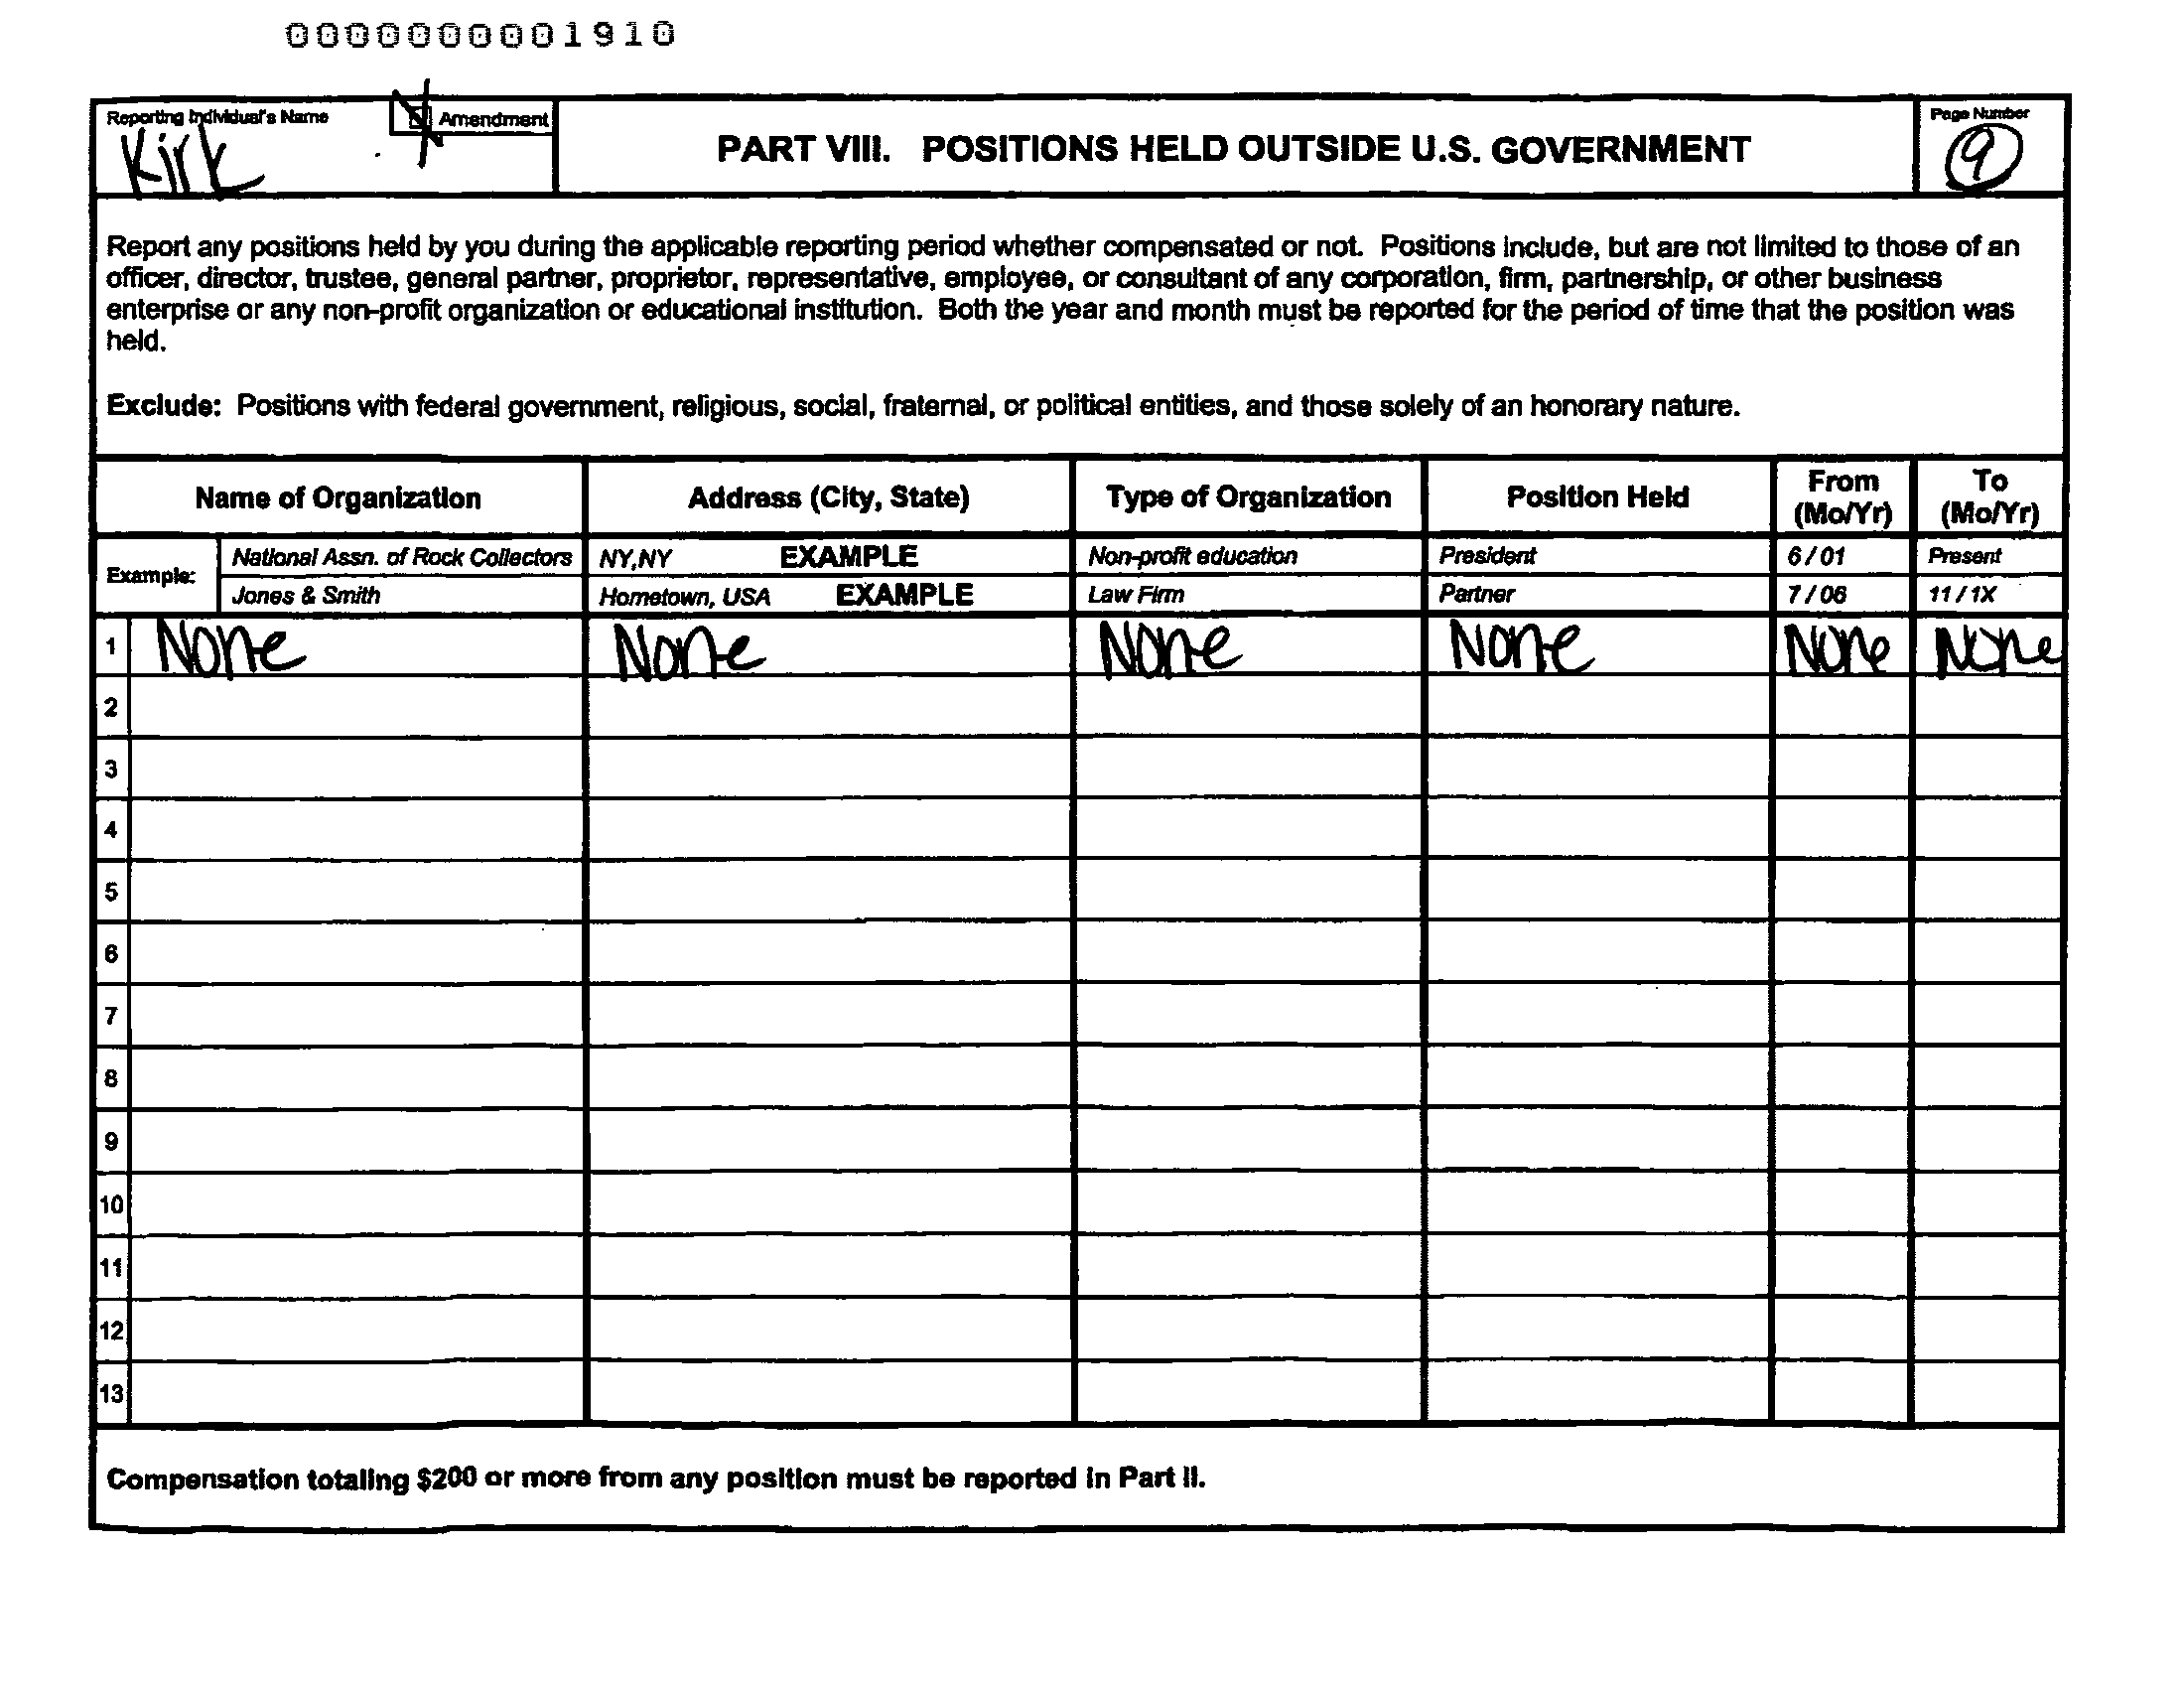 0000000001910
Reporting Individual's Name
Amendment
Kirk
PART VIII. POSITIONS HELD OUTSIDE U.S. GOVERNMENT
Page Number
9
Report any positions held by you during the applicable reporting period whether compensated or not. Positions include, but are not limited to those of an
officer, director, trustee, general partner, proprietor, representative, employee, or consultant of any corporation, firm, partnership, or other business
enterprise or any non-profit organization or educational institution. Both the year and month must be reported for the period of time that the position was
held.
Exclude: Positions with federal government, religious, social, fraternal, or political entities, and those solely of an honorary nature.
Name of Organization Address (City, State) Type of Organization Position Held From (Mo/Yr) To (Mo/Yr)
Example:
National Assn. of Rock Collectors NY,NY EXAMPLE Non-profit education President 6/01 Present
Jones & Smith Hometown, USA EXAMPLE Law Firm Partner 7/06 11/1X
1 None None None None None None
2
3
4
5
6
7
8
9
10
11
12
13
Compensation totaling $200 or more from any position must be reported in Part II.